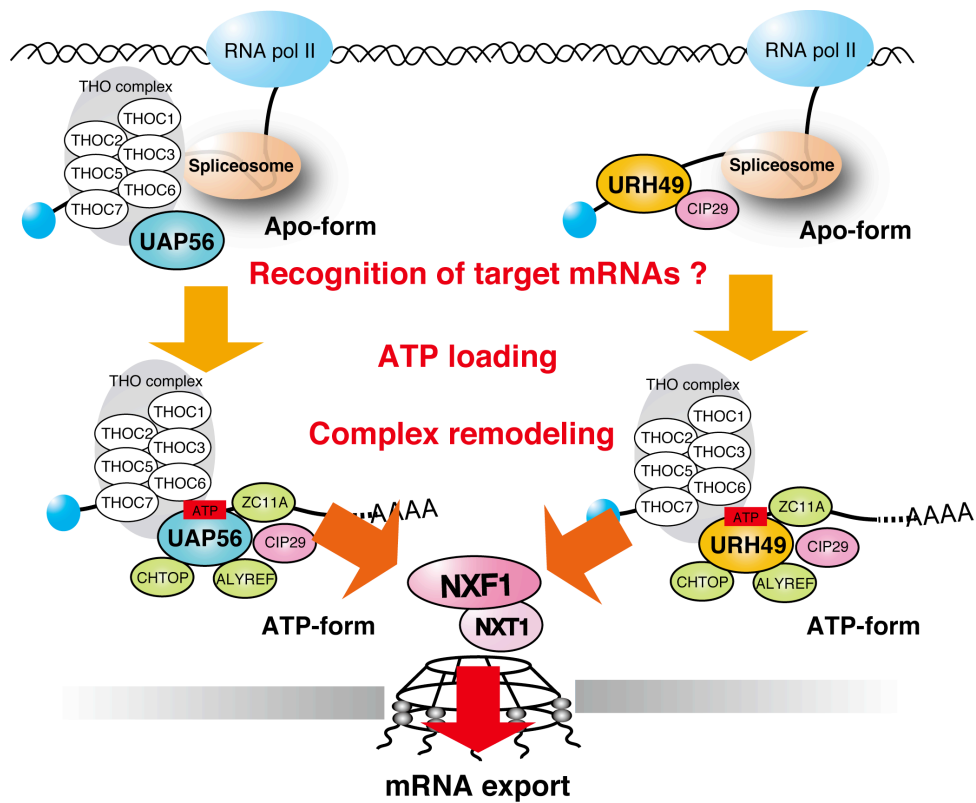 RNA pol II
THO complex
THOC1
THOC2
THOC3
THOC5
THOC6
THOC7
Spliceosome
UAP56
Apo-form
RNA pol II
Spliceosome
URH49
CIP29
Apo-form
Recognition of target mRNAs ?
ATP loading
Complex remodeling
THO complex
THOC1
THOC2
THOC3
THOC5
THOC6
THOC7
ATP
ZC11A
UAP56
CIP29
CHTOP
ALYREF
AAAA
ATP-form
THO complex
THOC1
THOC2
THOC3
THOC5
THOC6
THOC7
ATP
ZC11A
URH49
CIP29
CHTOP
ALYREF
AAAA
ATP-form
NXF1
NXT1
mRNA export